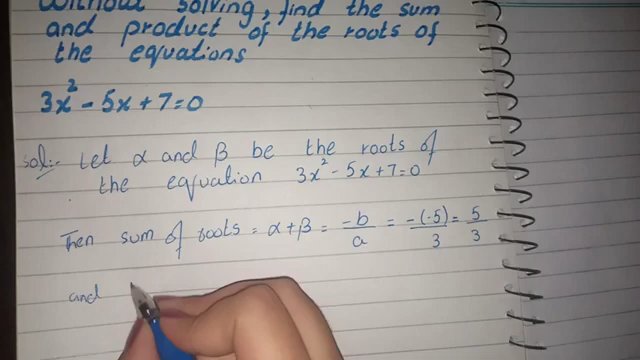 Without solving, find the sum
and product of the roots of
the equations
3x² - 5x + 7 = 0
Sol:- Let α and β be the roots of
the equation 3x² - 5x + 7 = 0
Then sum of roots = α + β = -b/a = -(-5)/3 = 5/3
and